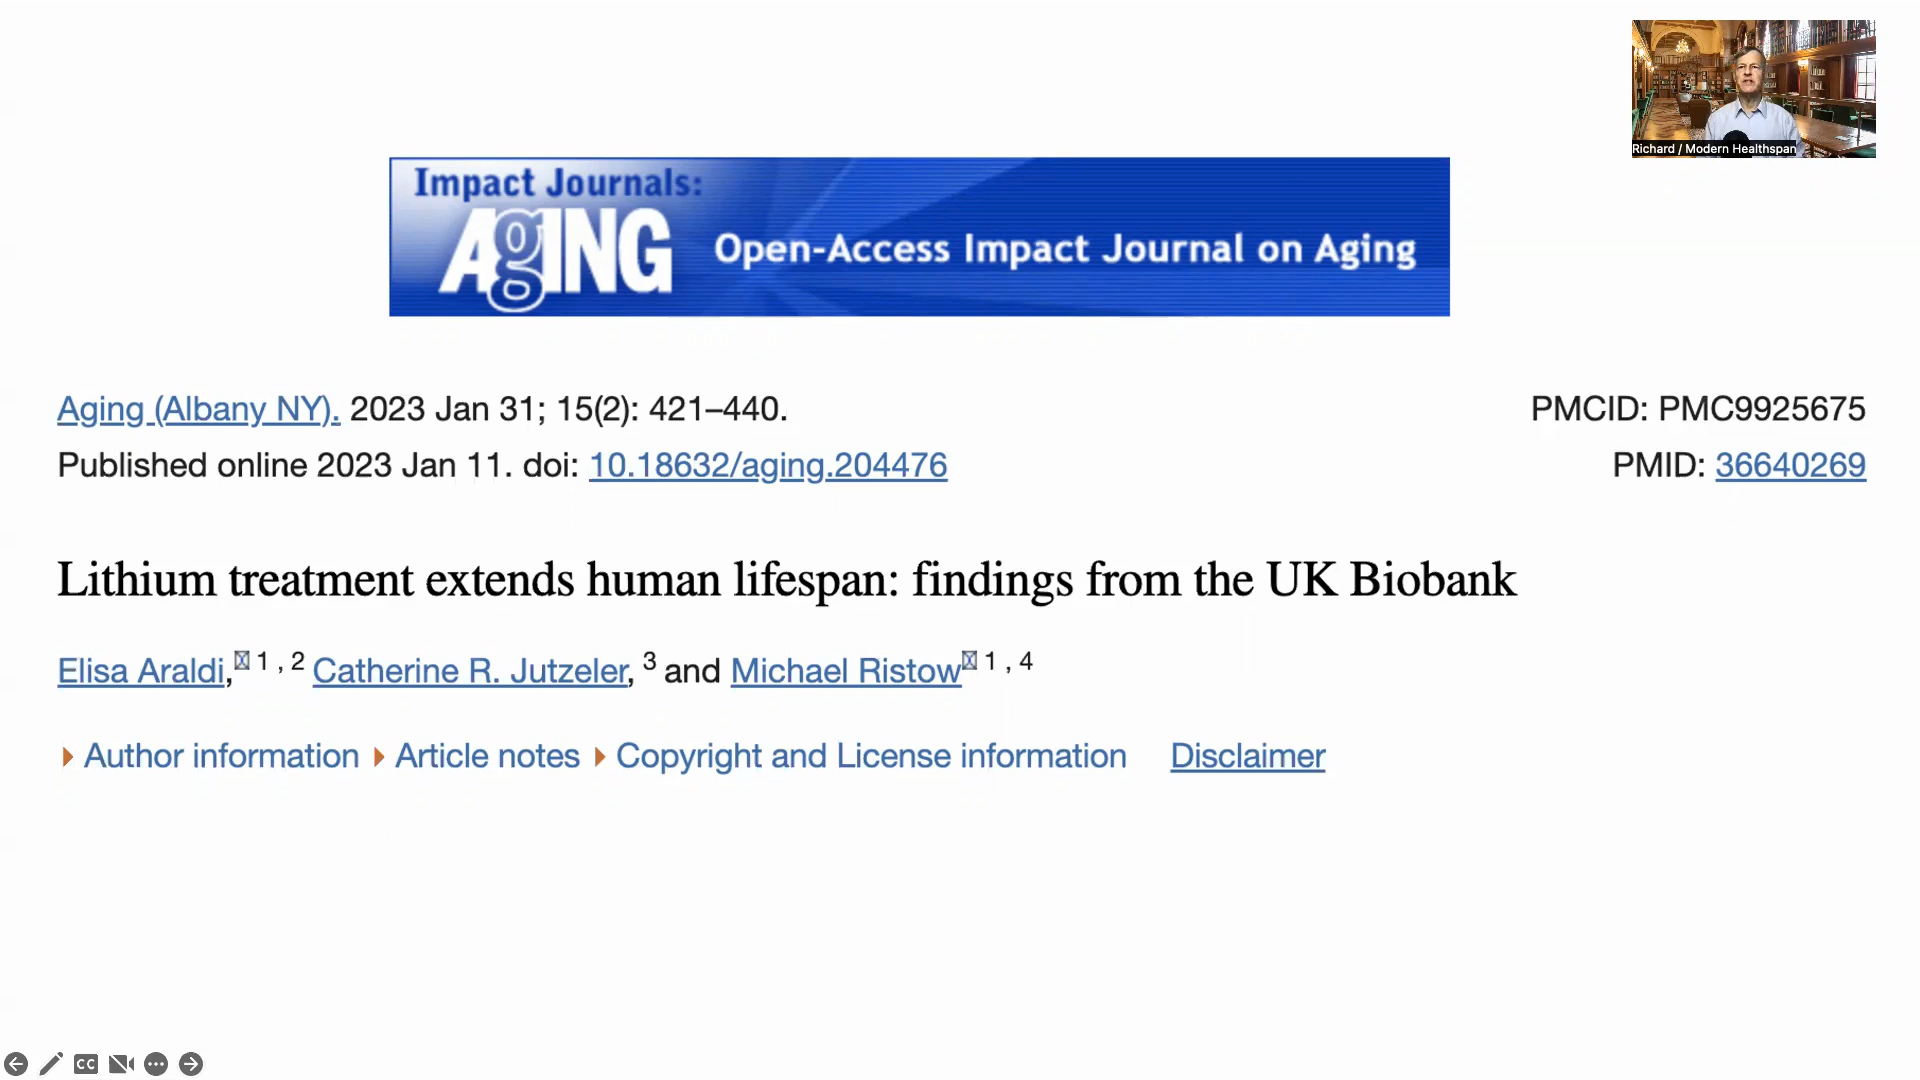 Richard / Modern Healthspan
Impact Journals:
AgING
Open-Access Impact Journal on Aging
Aging (Albany NY). 2023 Jan 31; 15(2): 421–440.
PMCID: PMC9925675
Published online 2023 Jan 11. doi: 10.18632/aging.204476
PMID: 36640269
Lithium treatment extends human lifespan: findings from the UK Biobank
Elisa Araldi, 1 , 2 Catherine R. Jutzeler, 3 and Michael Ristow 1 , 4
Author information Article notes Copyright and License information Disclaimer
CC